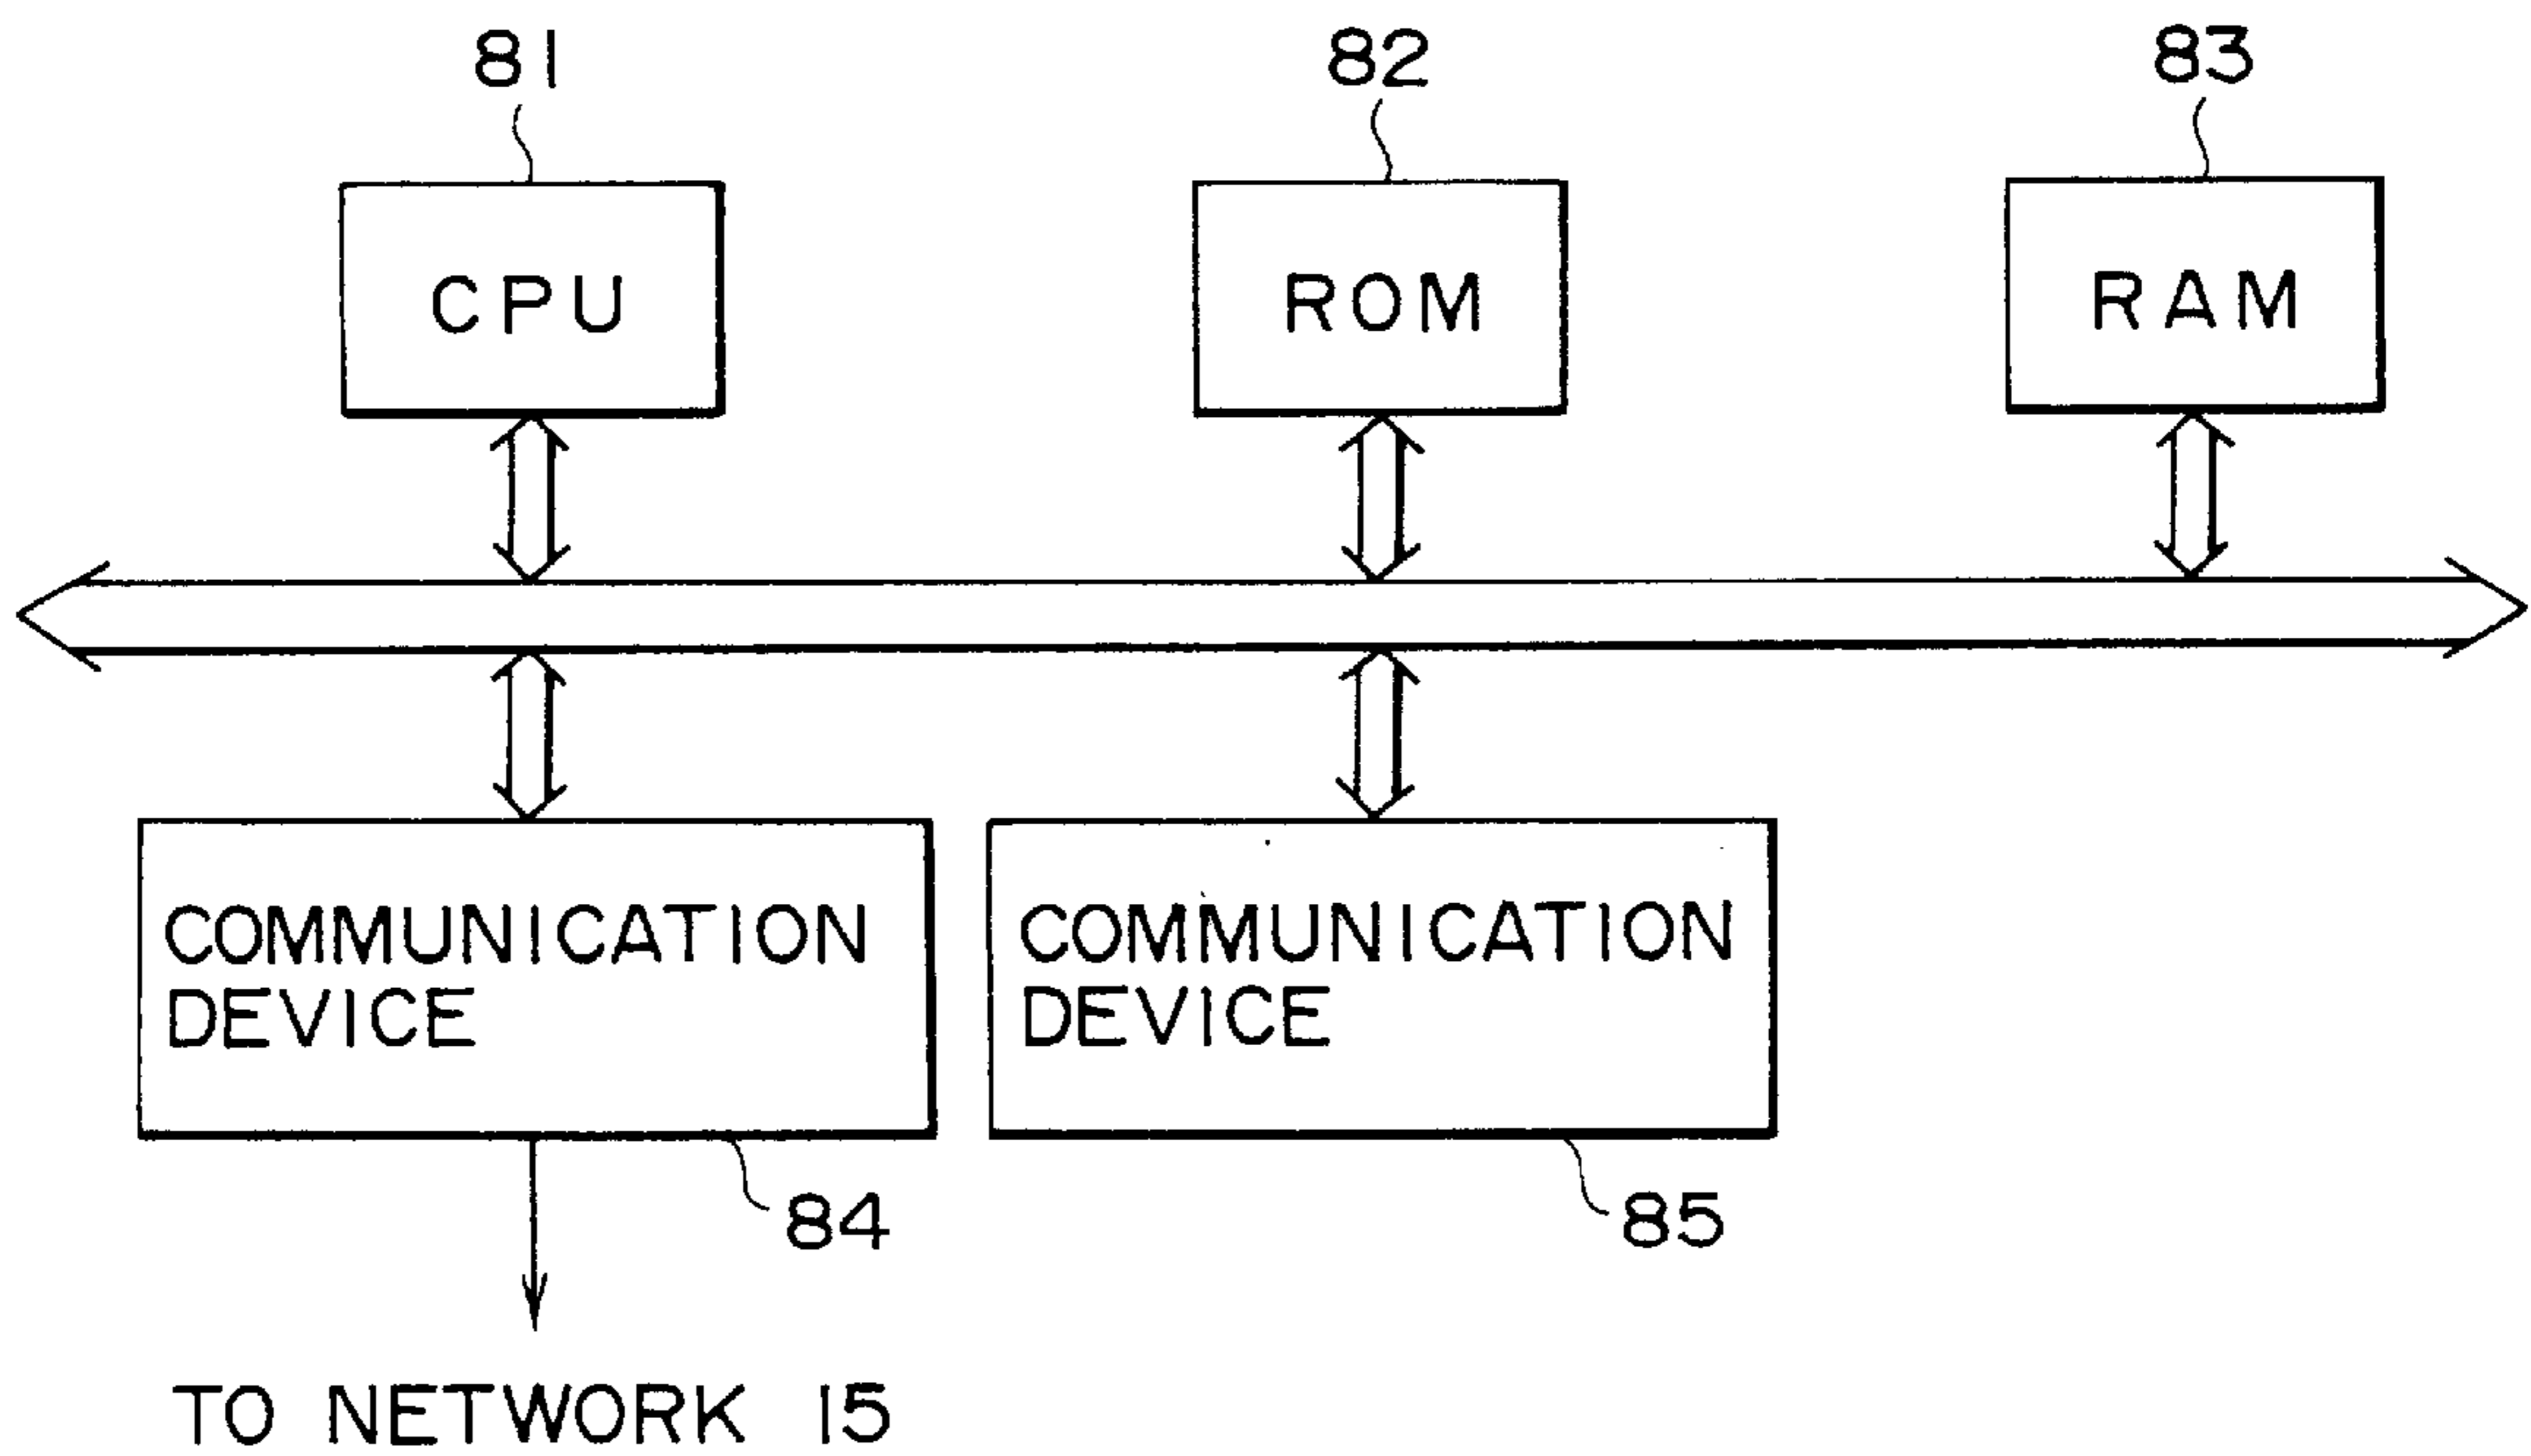 81
82
83
CPU
ROM
RAM
COMMUNICATION
DEVICE
COMMUNICATION
DEVICE
84
85
TO NETWORK 15